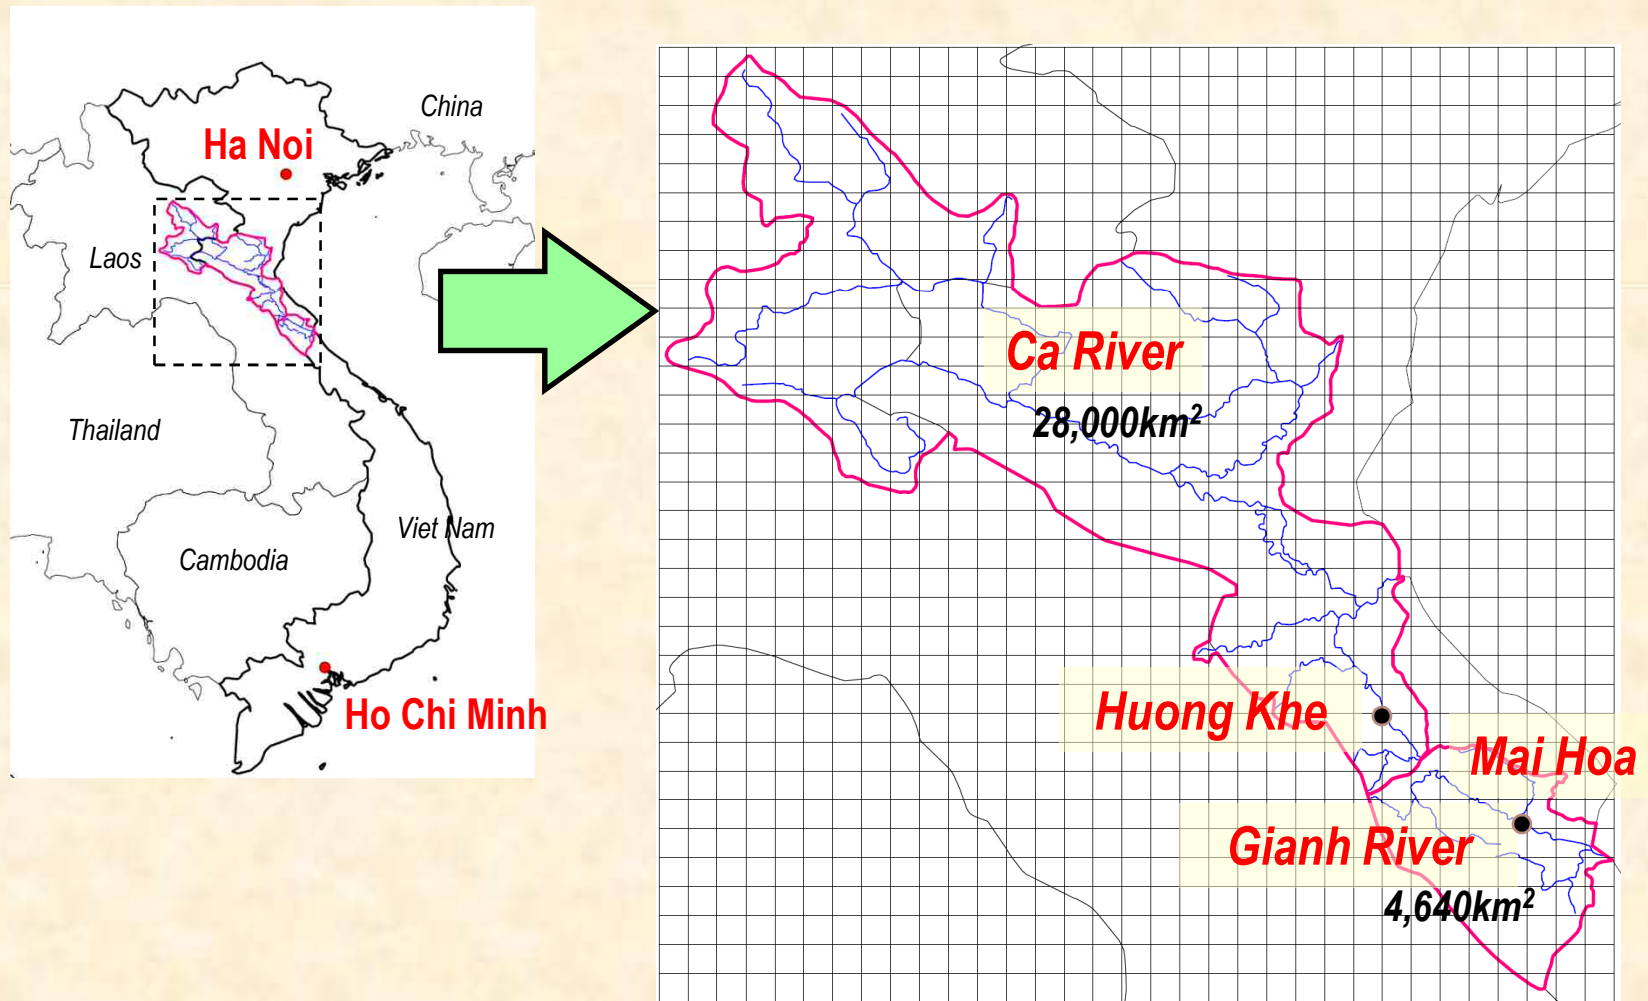 China
Ha Noi
Laos
Thailand
Viet Nam
Cambodia
Ho Chi Minh
Ca River
28,000km²
Huong Khe
Mai Hoa
Gianh River
4,640km²